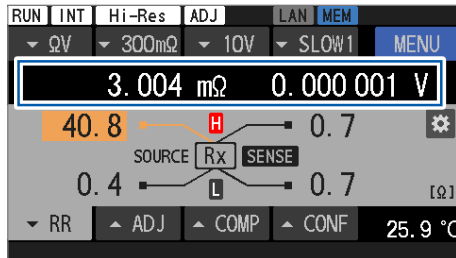 RUN INT Hi-Res ADJ LAN MEM
ΩV 300mΩ 10V SLOW1 MENU
3.004 mΩ 0.000 001 V
40.8 H 0.7
SOURCE Rx SENSE
0.4 L 0.7 [Ω]
RR ADJ COMP CONF 25.9 °C